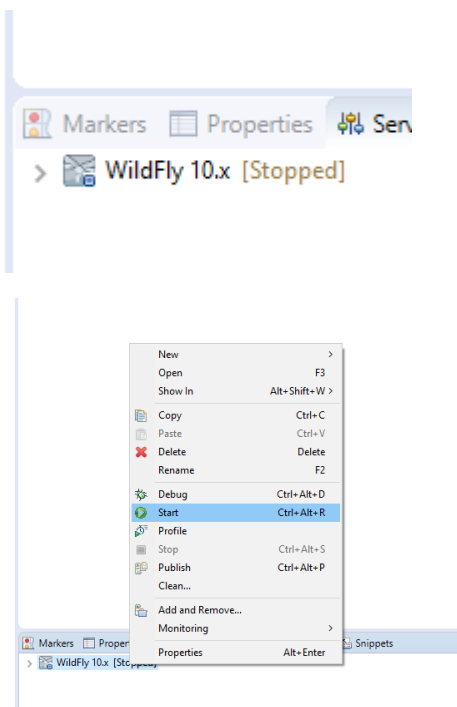 Markers Properties Serv
WildFly 10.x [Stopped]
New
Open F3
Show In Alt+Shift+W
Copy Ctrl+C
Paste Ctrl+V
Delete Delete
Rename F2
Debug Ctrl+Alt+D
Start Ctrl+Alt+R
Profile
Stop Ctrl+Alt+S
Publish Ctrl+Alt+P
Clean...
Add and Remove...
Monitoring
Properties Alt+Enter
Markers Proper Snippets
WildFly 10.x [Stopped]